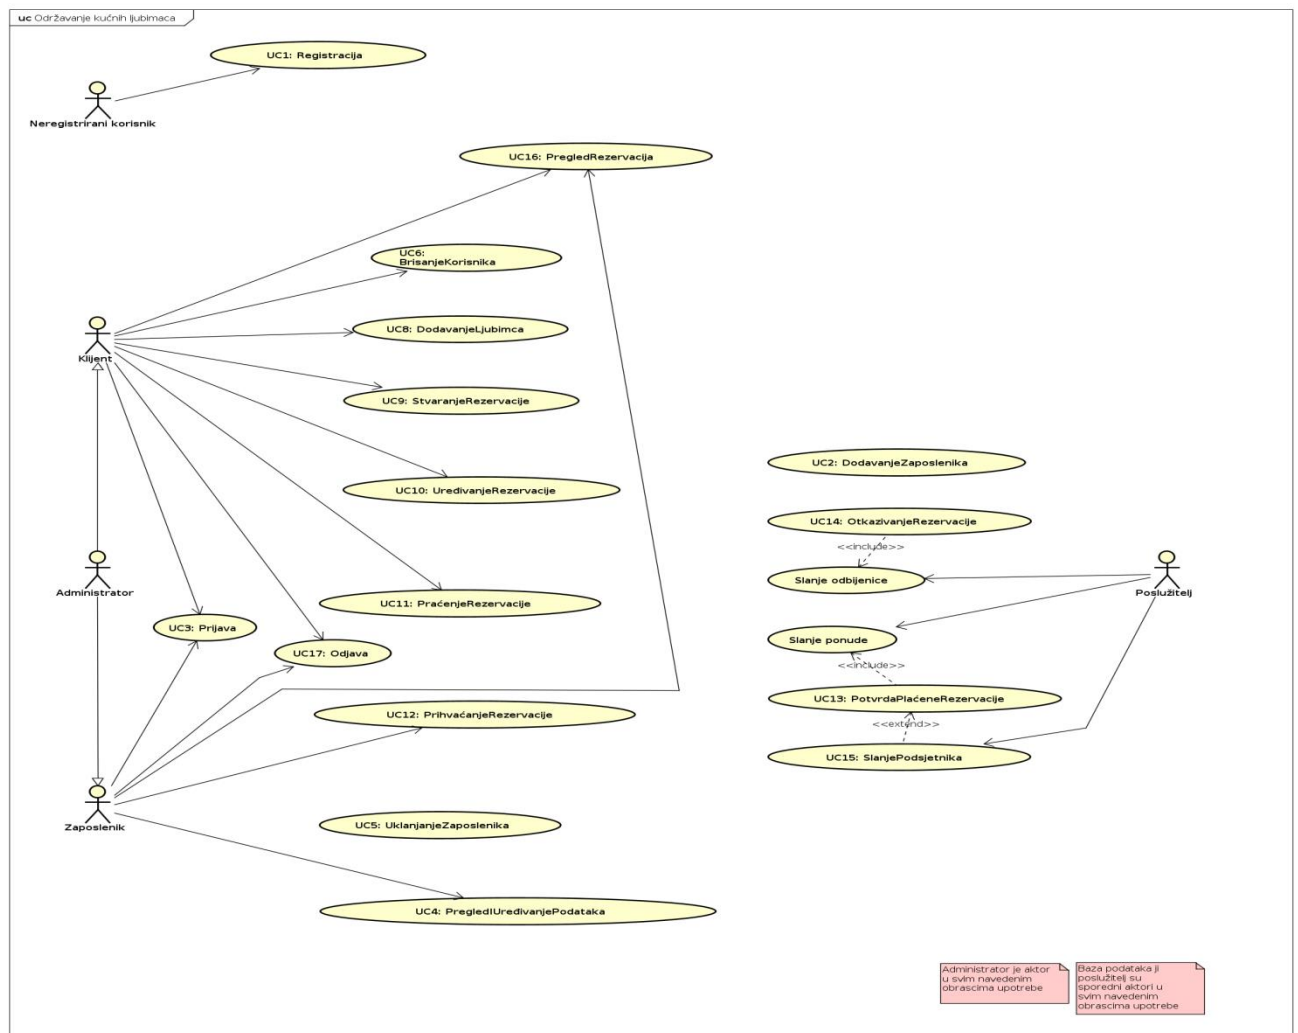 uc Održavanje kućnih ljubimaca
UC1: Registracija
Neregistrirani korisnik
UC16: PregledRezervacija
UC6:
BrisanjeKorisnika
UC8: DodavanjeLjubimca
Klijent
UC9: StvaranjeRezervacije
UC2: DodavanjeZaposlenika
UC10: UređivanjeRezervacije
UC14: OtkazivanjeRezervacije
<<include>>
Slanje odbijenice
Administrator
Poslužitelj
UC11: PraćenjeRezervacije
UC3: Prijava
Slanje ponude
UC17: Odjava
<<include>>
UC13: PotvrdaPlaćeneRezervacije
UC12: PrihvaćanjeRezervacije
<<extend>>
UC15: SlanjePodsjetnika
Zaposlenik
UC5: UklanjanjeZaposlenika
UC4: PregledIUređivanjePodataka
Administrator je aktor
u svim navedenim
obrascima upotrebe
Baza podataka ji
poslužitelj su
sporedni aktori u
svim navedenim
obrascima upotrebe